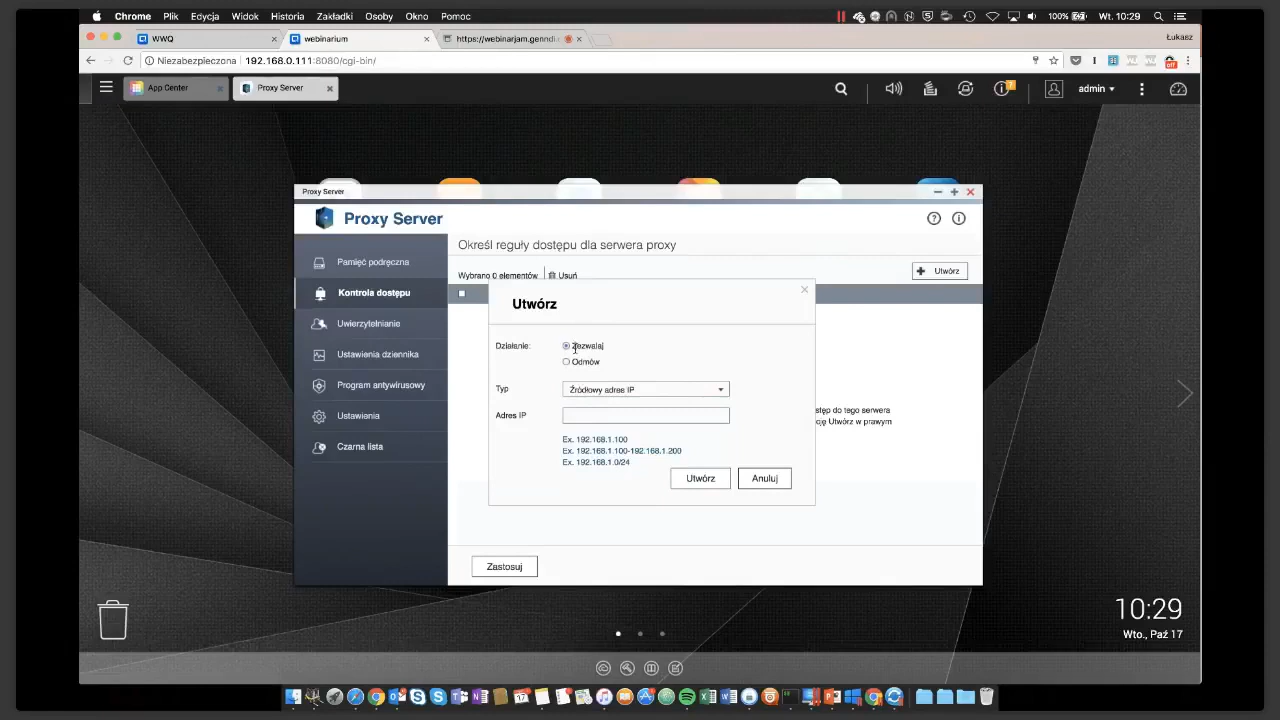 Chrome Plik Edycja Widok Historia Zakładki Osoby Okno Pomoc 100% Wt. 10:29
WWQ webinarium https://webinarjam.genndi Łukasz
Niezabezpieczona 192.168.0.111:8080/cgi-bin/
App Center Proxy Server admin
Proxy Server
Proxy Server
Określ reguły dostępu dla serwera proxy
Pamięć podręczna
Wybrano 0 elementów Usuń Utwórz
Kontrola dostępu
Utwórz
Uwierzytelnianie
Działanie: Zezwalaj
Ustawienia dziennika
Odmów
Program antywirusowy
Typ Źródłowy adres IP
stęp do tego serwera
Ustawienia
Adres IP
cję Utwórz w prawym
Ex. 192.168.1.100
Czarna lista
Ex. 192.168.1.100-192.168.1.200
Ex. 192.168.1.0/24
Utwórz Anuluj
Zastosuj
10:29
Wto., Paź 17